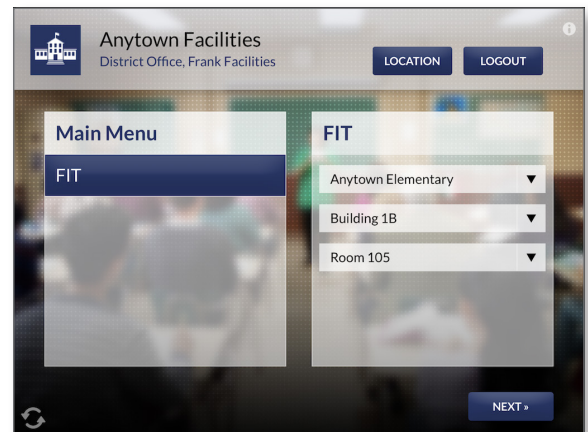 Anytown Facilities
District Office, Frank Facilities
LOCATION
LOGOUT
Main Menu
FIT
FIT
Anytown Elementary
Building 1B
Room 105
NEXT »